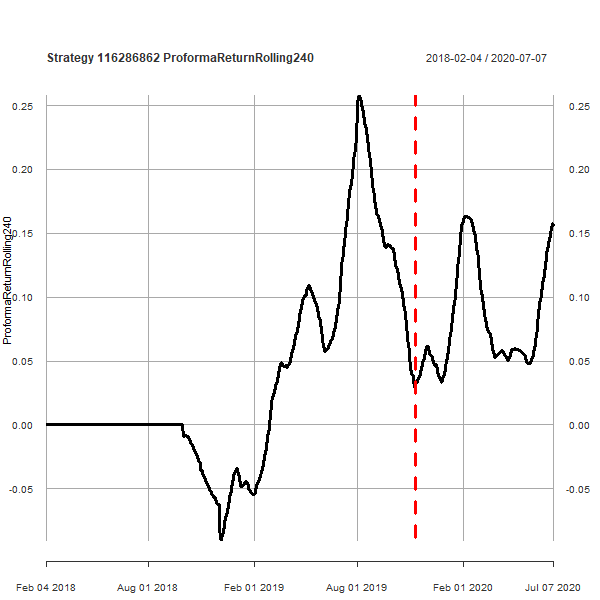 Strategy 116286862 ProformaReturnRolling240
2018-02-04 / 2020-07-07
0.25
0.25
0.20
0.20
0.15
0.15
ProformaReturnRolling240
0.10
0.10
0.05
0.05
0.00
0.00
-0.05
-0.05
Feb 04 2018
Aug 01 2018
Feb 01 2019
Aug 01 2019
Feb 01 2020
Jul 07 2020